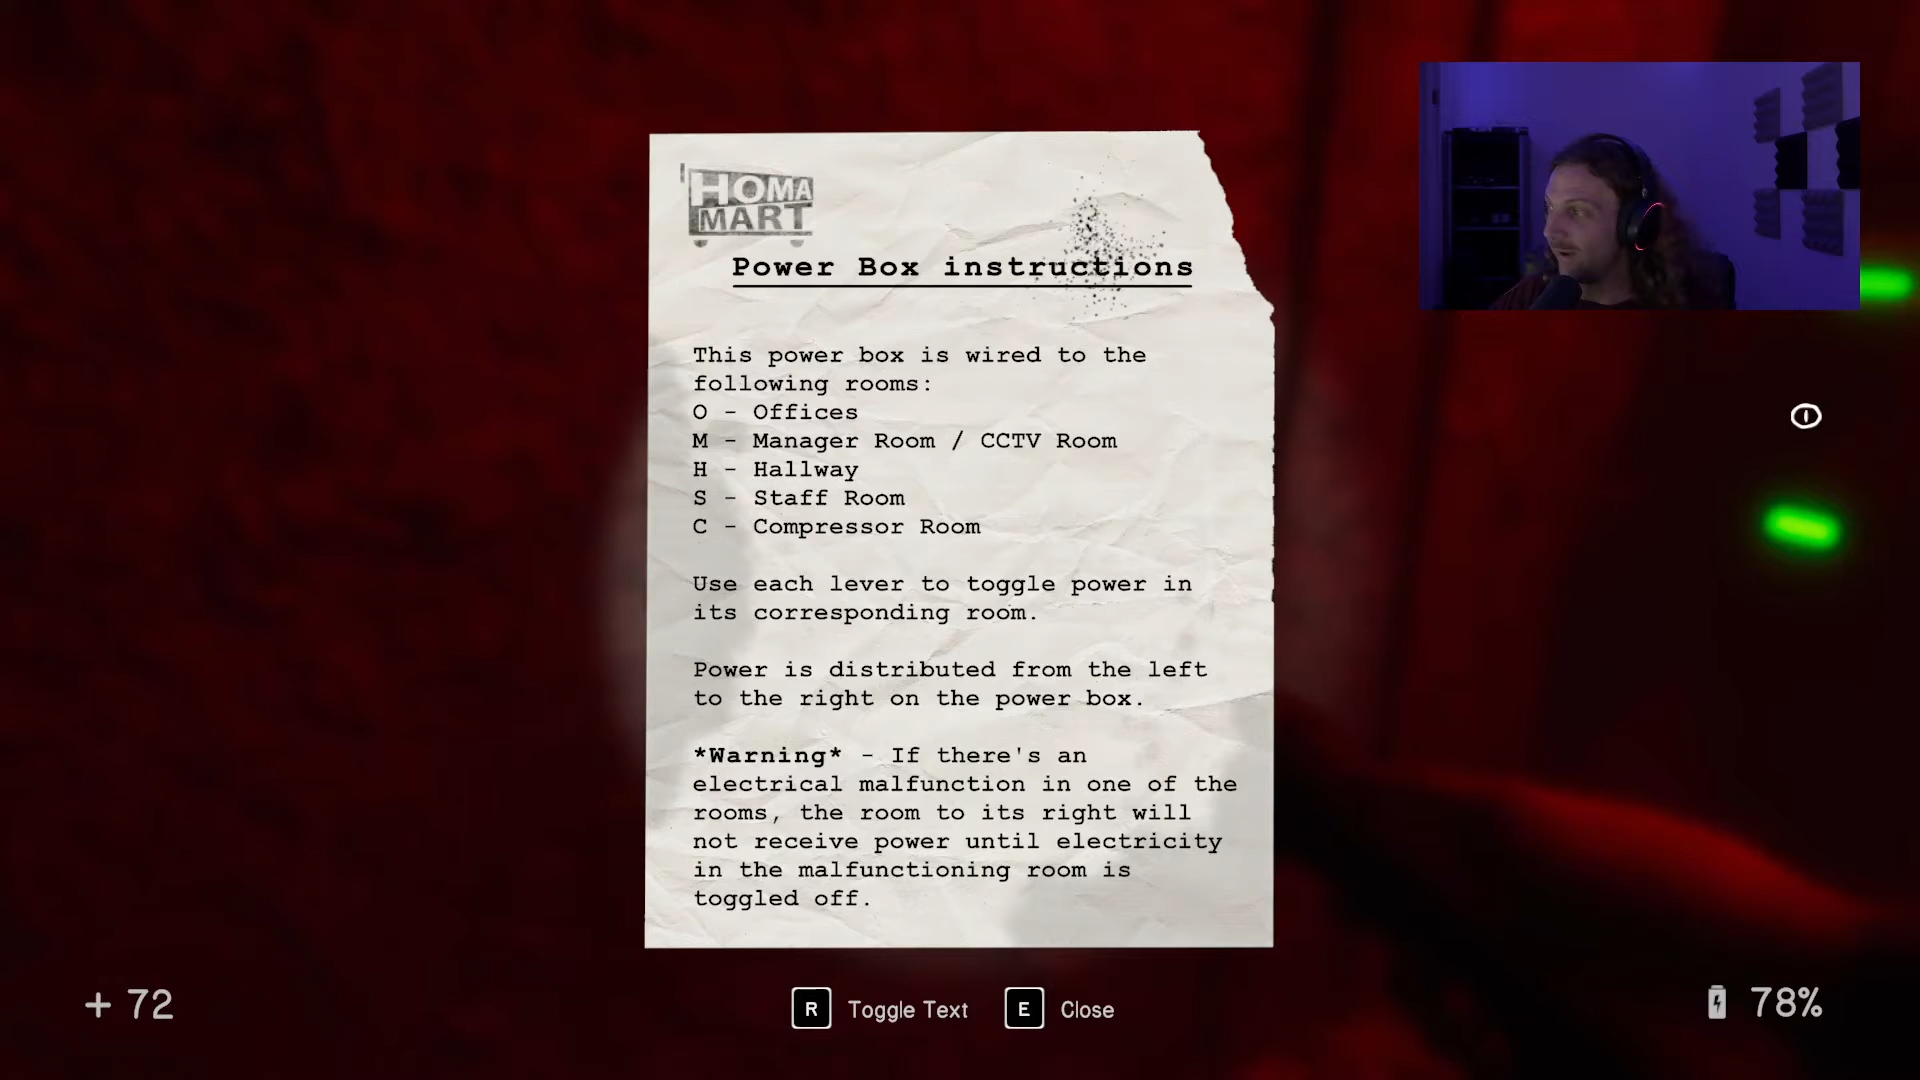 HOMA
MART
Power Box instructions
This power box is wired to the
following rooms:
O - Offices
M - Manager Room / CCTV Room
H - Hallway
S - Staff Room
C - Compressor Room
Use each lever to toggle power in
its corresponding room.
Power is distributed from the left
to the right on the power box.
*Warning* - If there's an
electrical malfunction in one of the
rooms, the room to its right will
not receive power until electricity
in the malfunctioning room is
toggled off.
+ 72
R Toggle Text E Close
78%